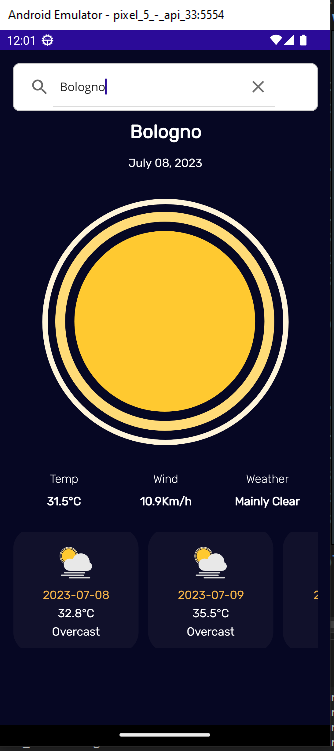 Android Emulator - pixel_5_-_api_33:5554
12:01
Bologno
Bologno
July 08, 2023
Temp Wind Weather
31.5°C 10.9Km/h Mainly Clear
2023-07-08 2023-07-09 2
32.8°C 35.5°C
Overcast Overcast